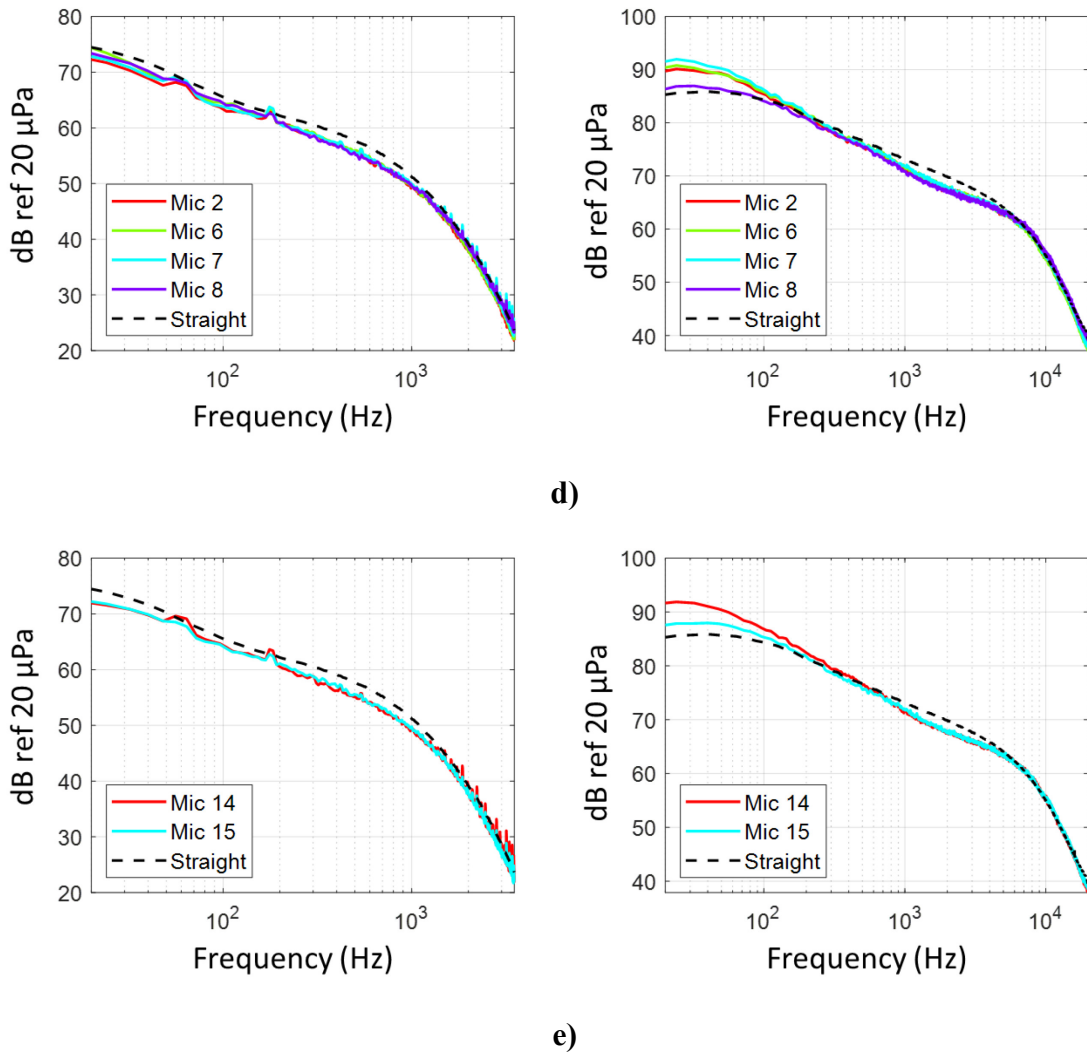 80
70
60
50
40
30
20
dB ref 20 µPa
Mic 2
Mic 6
Mic 7
Mic 8
Straight
10²
10³
Frequency (Hz)
100
90
80
70
60
50
40
dB ref 20 µPa
Mic 2
Mic 6
Mic 7
Mic 8
Straight
10²
10³
10⁴
Frequency (Hz)
d)
80
70
60
50
40
30
20
dB ref 20 µPa
Mic 14
Mic 15
Straight
10²
10³
Frequency (Hz)
100
90
80
70
60
50
40
dB ref 20 µPa
Mic 14
Mic 15
Straight
10²
10³
10⁴
Frequency (Hz)
e)